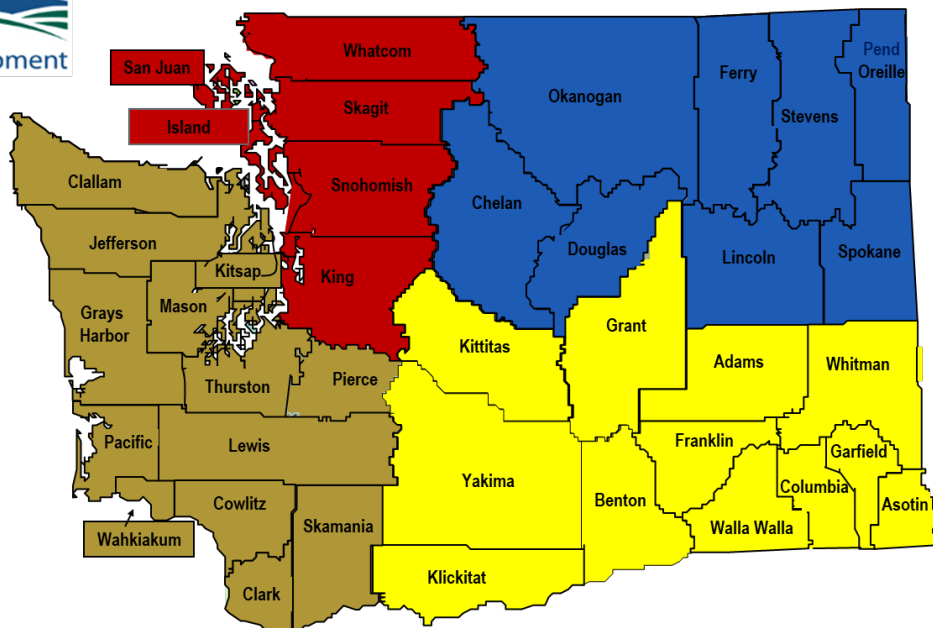 pment
Whatcom
San Juan
Skagit
Island
Snohomish
King
Okanogan
Ferry
Stevens
Pend
Oreille
Chelan
Douglas
Lincoln
Spokane
Clallam
Jefferson
Kitsap
Mason
Grays
Harbor
Thurston
Pierce
Pacific
Lewis
Wahkiakum
Cowlitz
Skamania
Clark
Kittitas
Grant
Adams
Whitman
Yakima
Benton
Franklin
Walla Walla
Columbia
Garfield
Asotin
Klickitat